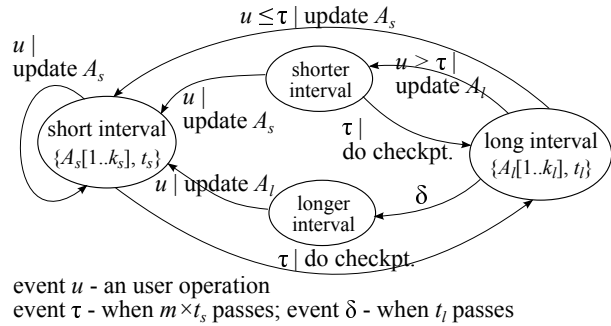 u ≤ τ | update A_s
u |
update A_s
shorter
interval
u > τ |
update A_l
u |
update A_s
short interval
{A_s[1..k_s], t_s}
τ |
do checkpt.
long interval
{A_l[1..k_l], t_l}
u | update A_l
longer
interval
δ
τ | do checkpt.
event u - an user operation
event τ - when m×t_s passes; event δ - when t_l passes